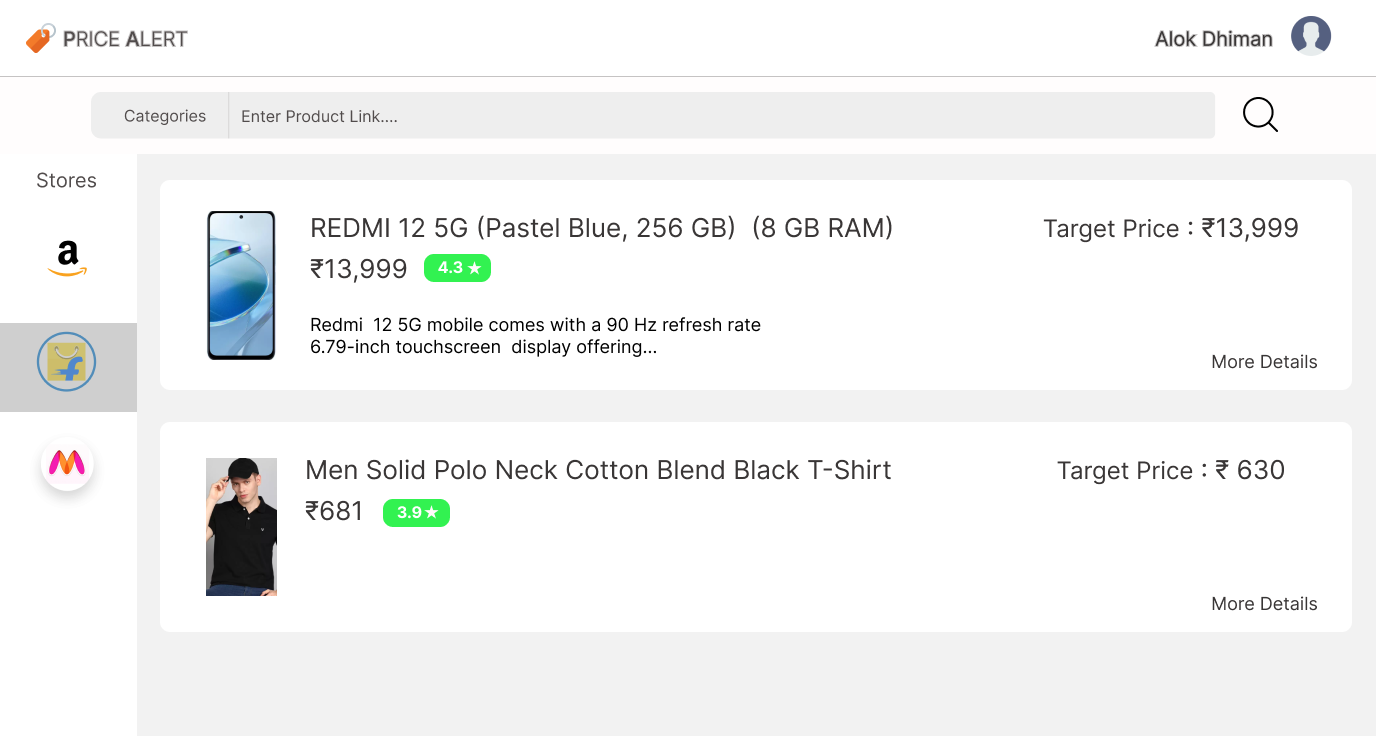 PRICE ALERT
Alok Dhiman
Categories
Enter Product Link....
Stores
a
f
REDMI 12 5G (Pastel Blue, 256 GB)  (8 GB RAM)
Target Price : ₹13,999
₹13,999
4.3 ★
Redmi  12 5G mobile comes with a 90 Hz refresh rate
6.79-inch touchscreen  display offering...
More Details
Men Solid Polo Neck Cotton Blend Black T-Shirt
Target Price : ₹ 630
₹681
3.9 ★
More Details